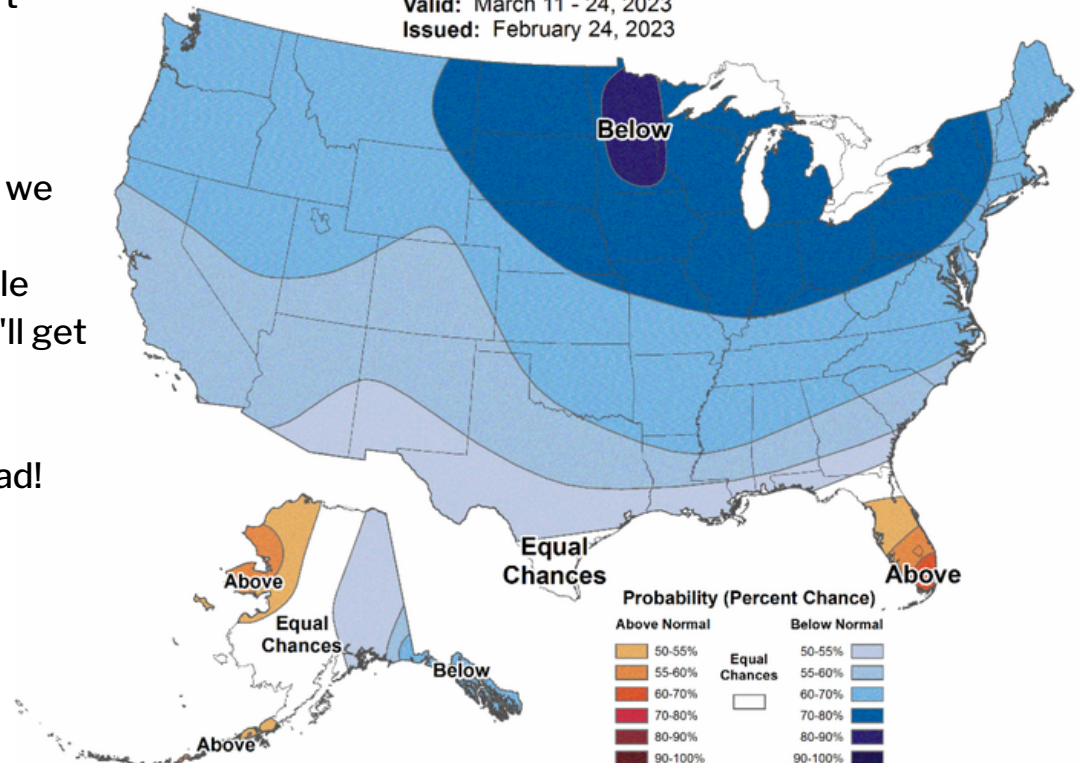 Valid: March 11 - 24, 2023
Issued: February 24, 2023
we
le
'll get
ad!
Below
Equal
Chances
Above
Above
Equal
Chances
Below
Above
Probability (Percent Chance)
Above Normal
Below Normal
Equal
Chances
50-55%
55-60%
60-70%
70-80%
80-90%
90-100%
50-55%
55-60%
60-70%
70-80%
80-90%
90-100%